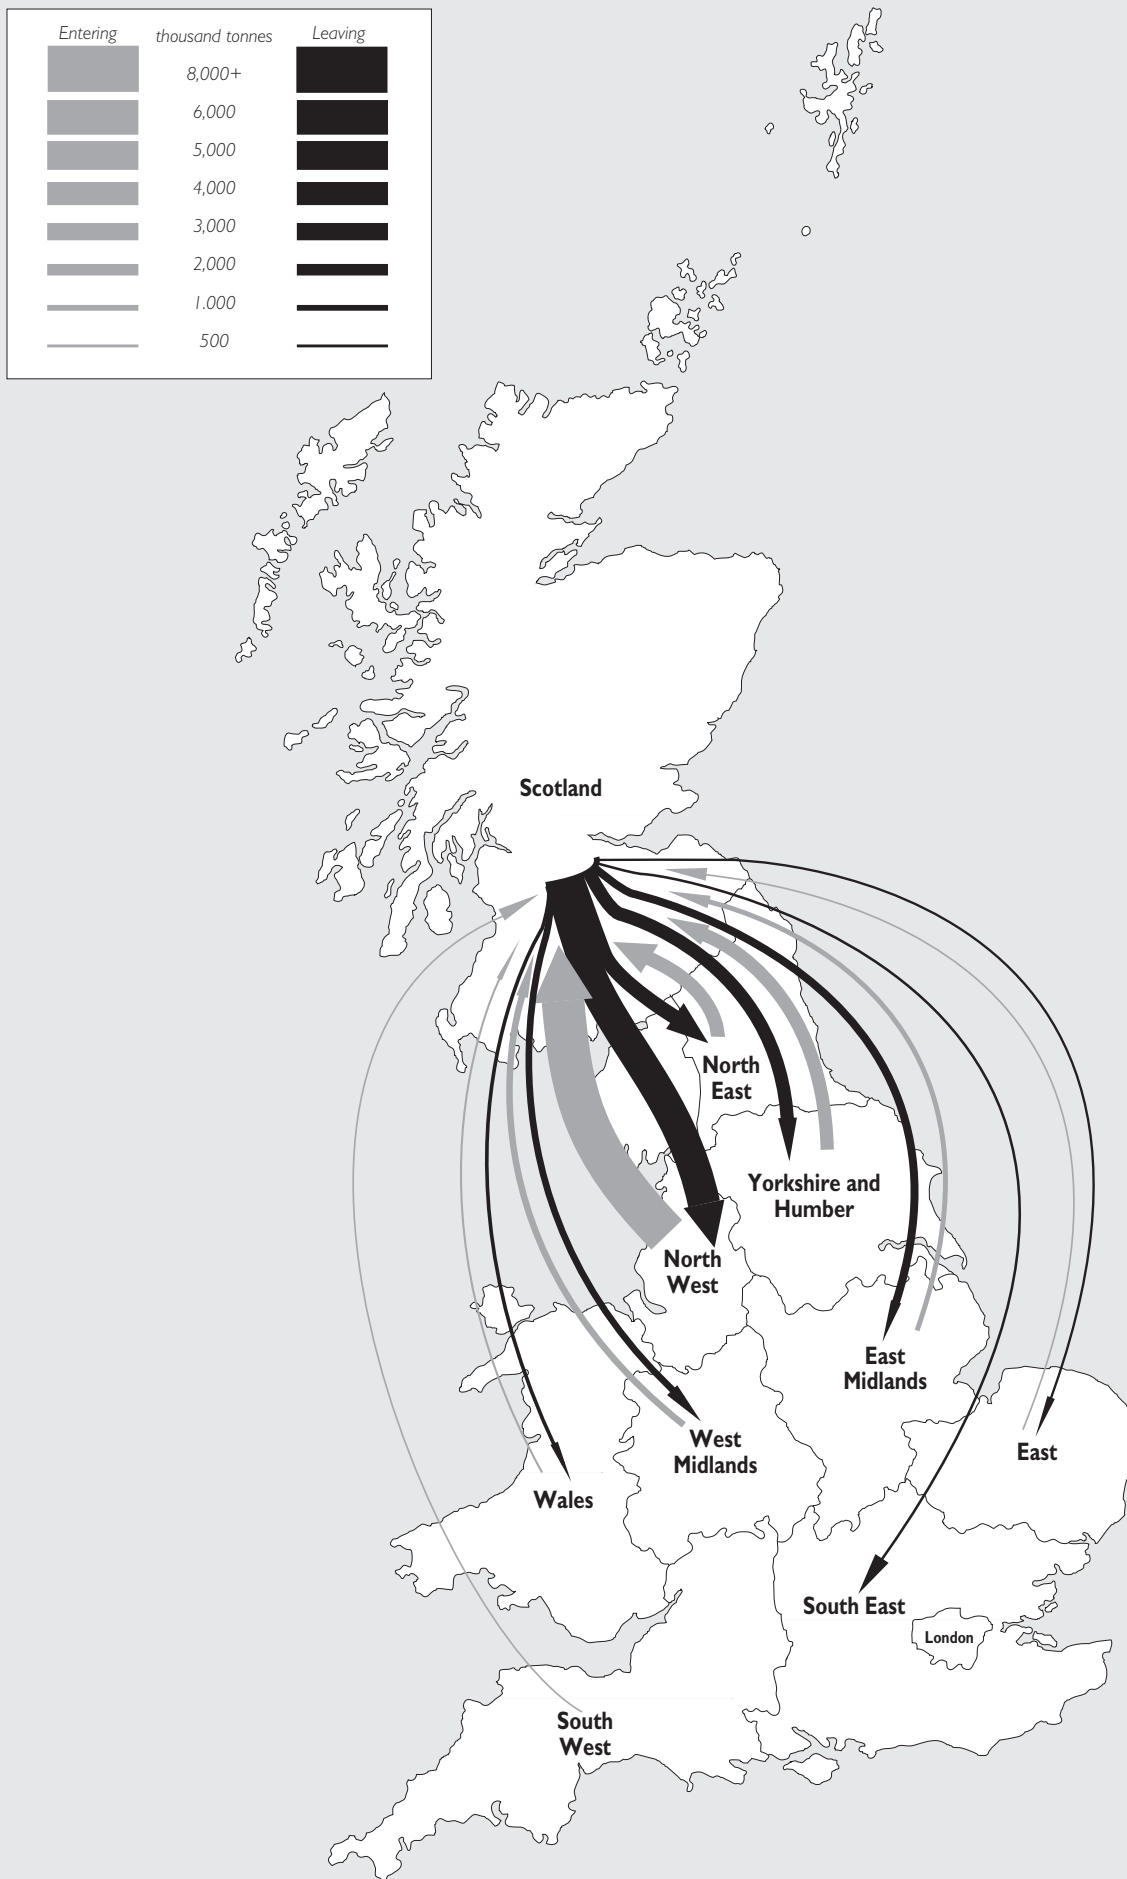 Entering thousand tonnes Leaving
8,000+
6,000
5,000
4,000
3,000
2,000
1.000
500
Scotland
North
East
Yorkshire and
Humber
North
West
East
Midlands
West
Midlands
East
Wales
South East
London
South
West